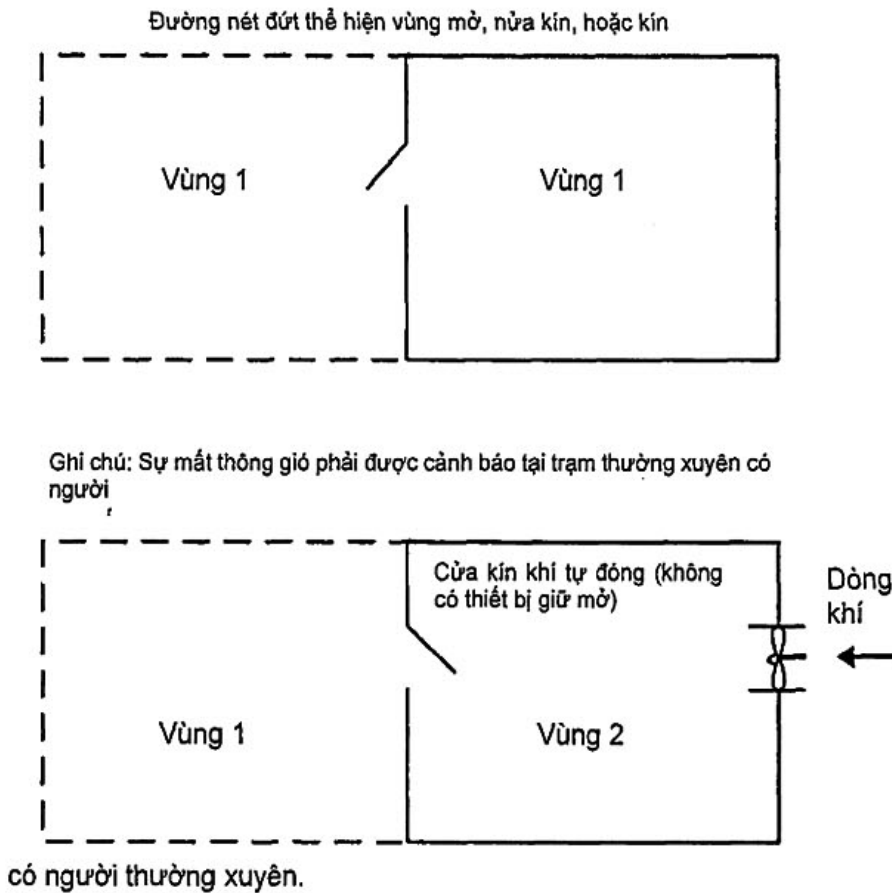 Đường nét đứt thể hiện vùng mở, nửa kín, hoặc kín
Vùng 1
Vùng 1
Ghi chú: Sự mất thông gió phải được cảnh báo tại trạm thường xuyên có
người
Cửa kín khí tự đóng (không
có thiết bị giữ mở)
Dòng
khí
Vùng 1
Vùng 2
có người thường xuyên.